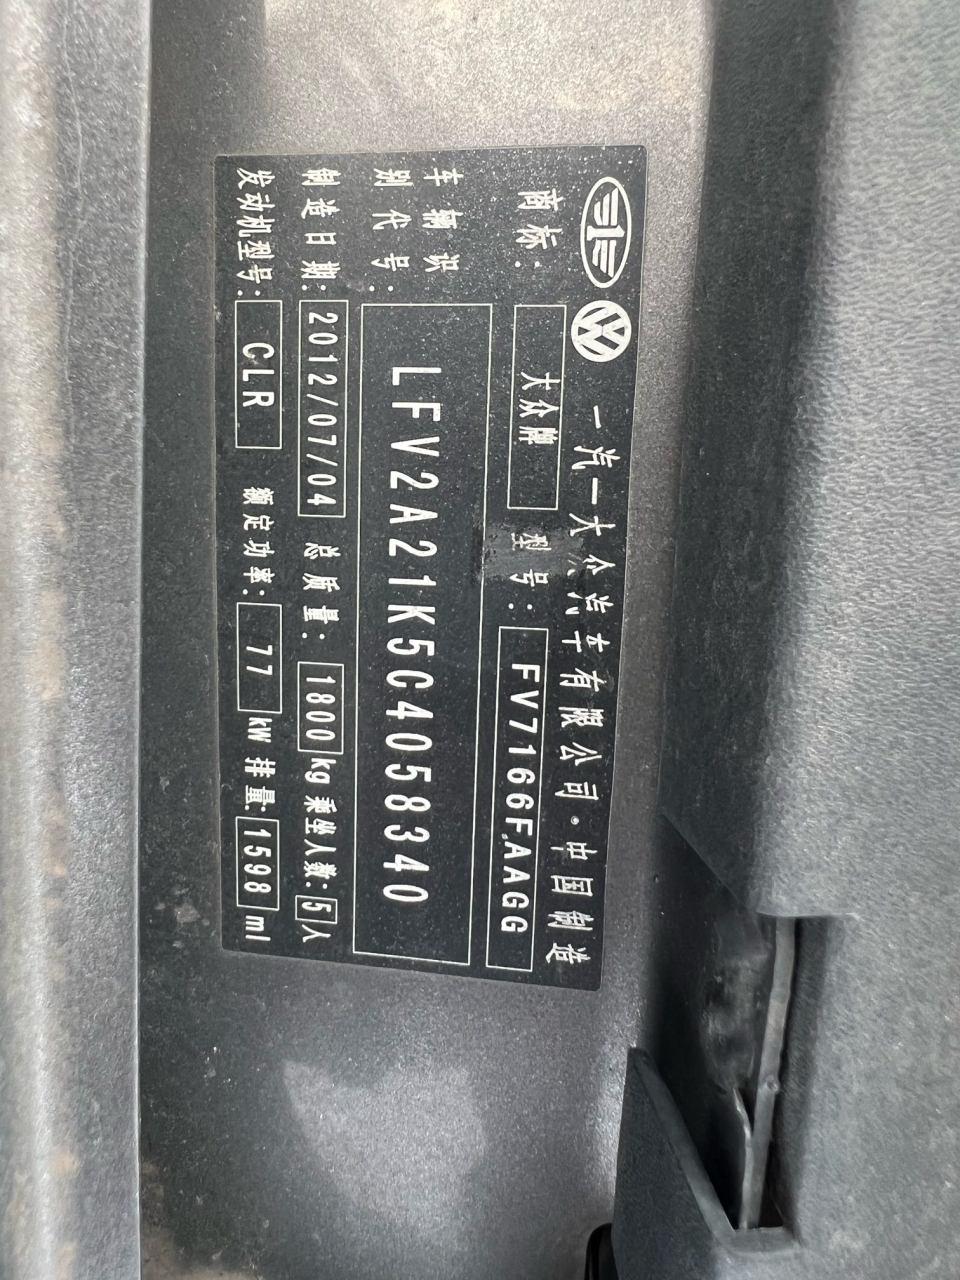 一汽一大众汽车有限公司·中国制造
商标: 大众牌 型号: FV7166FAAGG
车辆识别代号: LFV2A21K5C4058340
制造日期: 2012/07/04 总质量: 1800 kg 乘坐人数: 5 人
发动机型号: CLR 额定功率: 77 kW 排量: 1598 ml